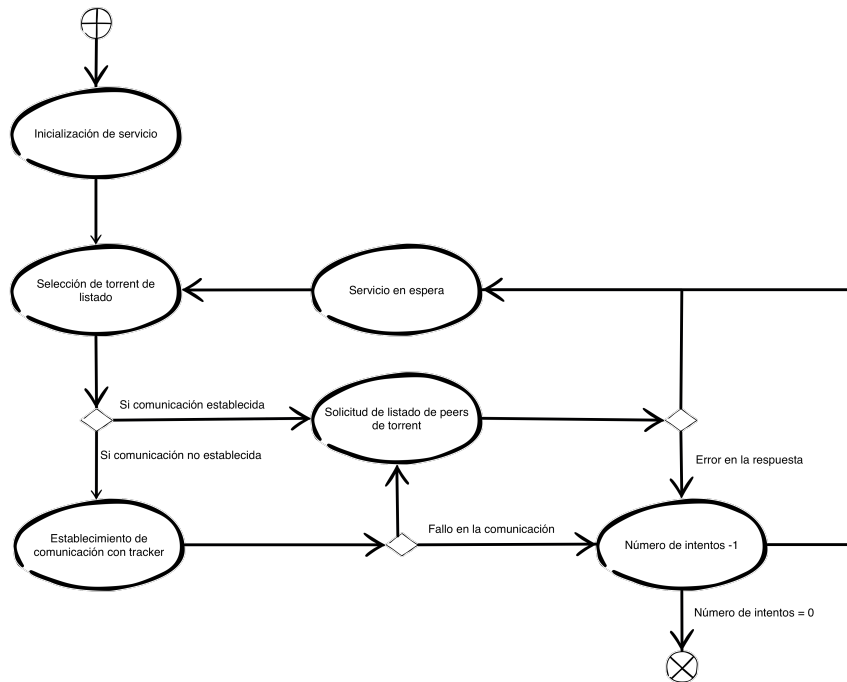 Inicialización de servicio
Selección de torrent de
listado
Servicio en espera
Si comunicación establecida
Solicitud de listado de peers
de torrent
Si comunicación no establecida
Error en la respuesta
Establecimiento de
comunicación con tracker
Fallo en la comunicación
Número de intentos -1
Número de intentos = 0